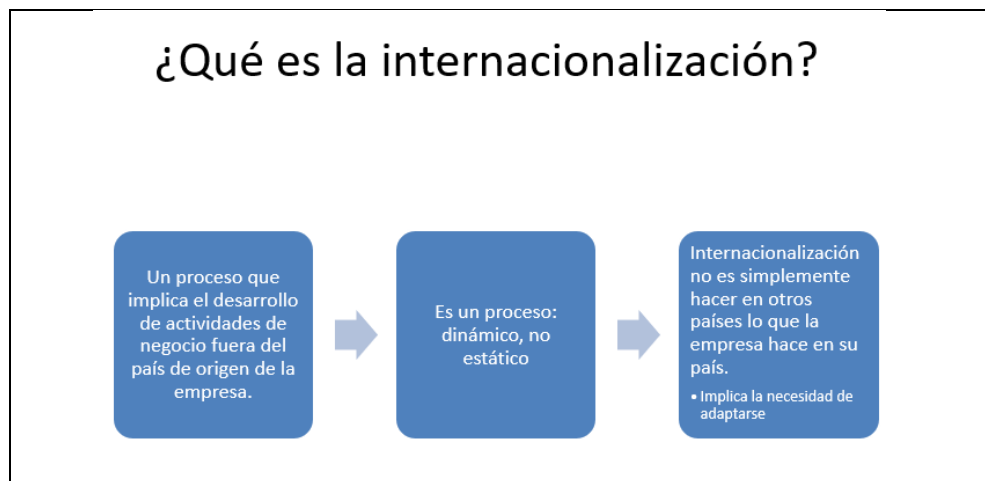 ¿Qué es la internacionalización?
Un proceso que
implica el desarrollo
de actividades de
negocio fuera del
país de origen de la
empresa.
Es un proceso:
dinámico, no
estático
Internacionalización
no es simplemente
hacer en otros
países lo que la
empresa hace en su
país.
• Implica la necesidad de
adaptarse